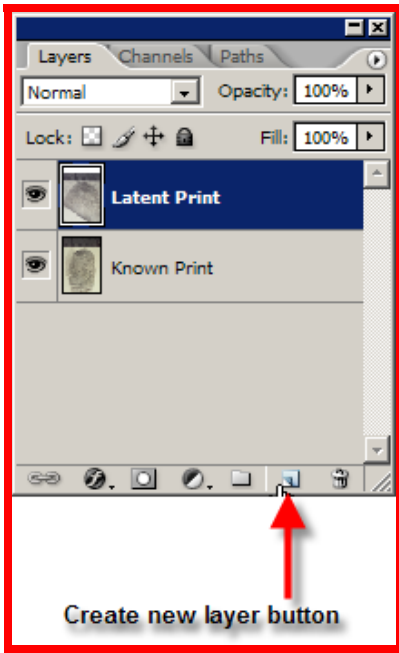 Layers Channels Paths
Normal Opacity: 100%
Lock: Fill: 100%
Latent Print
Known Print
Create new layer button